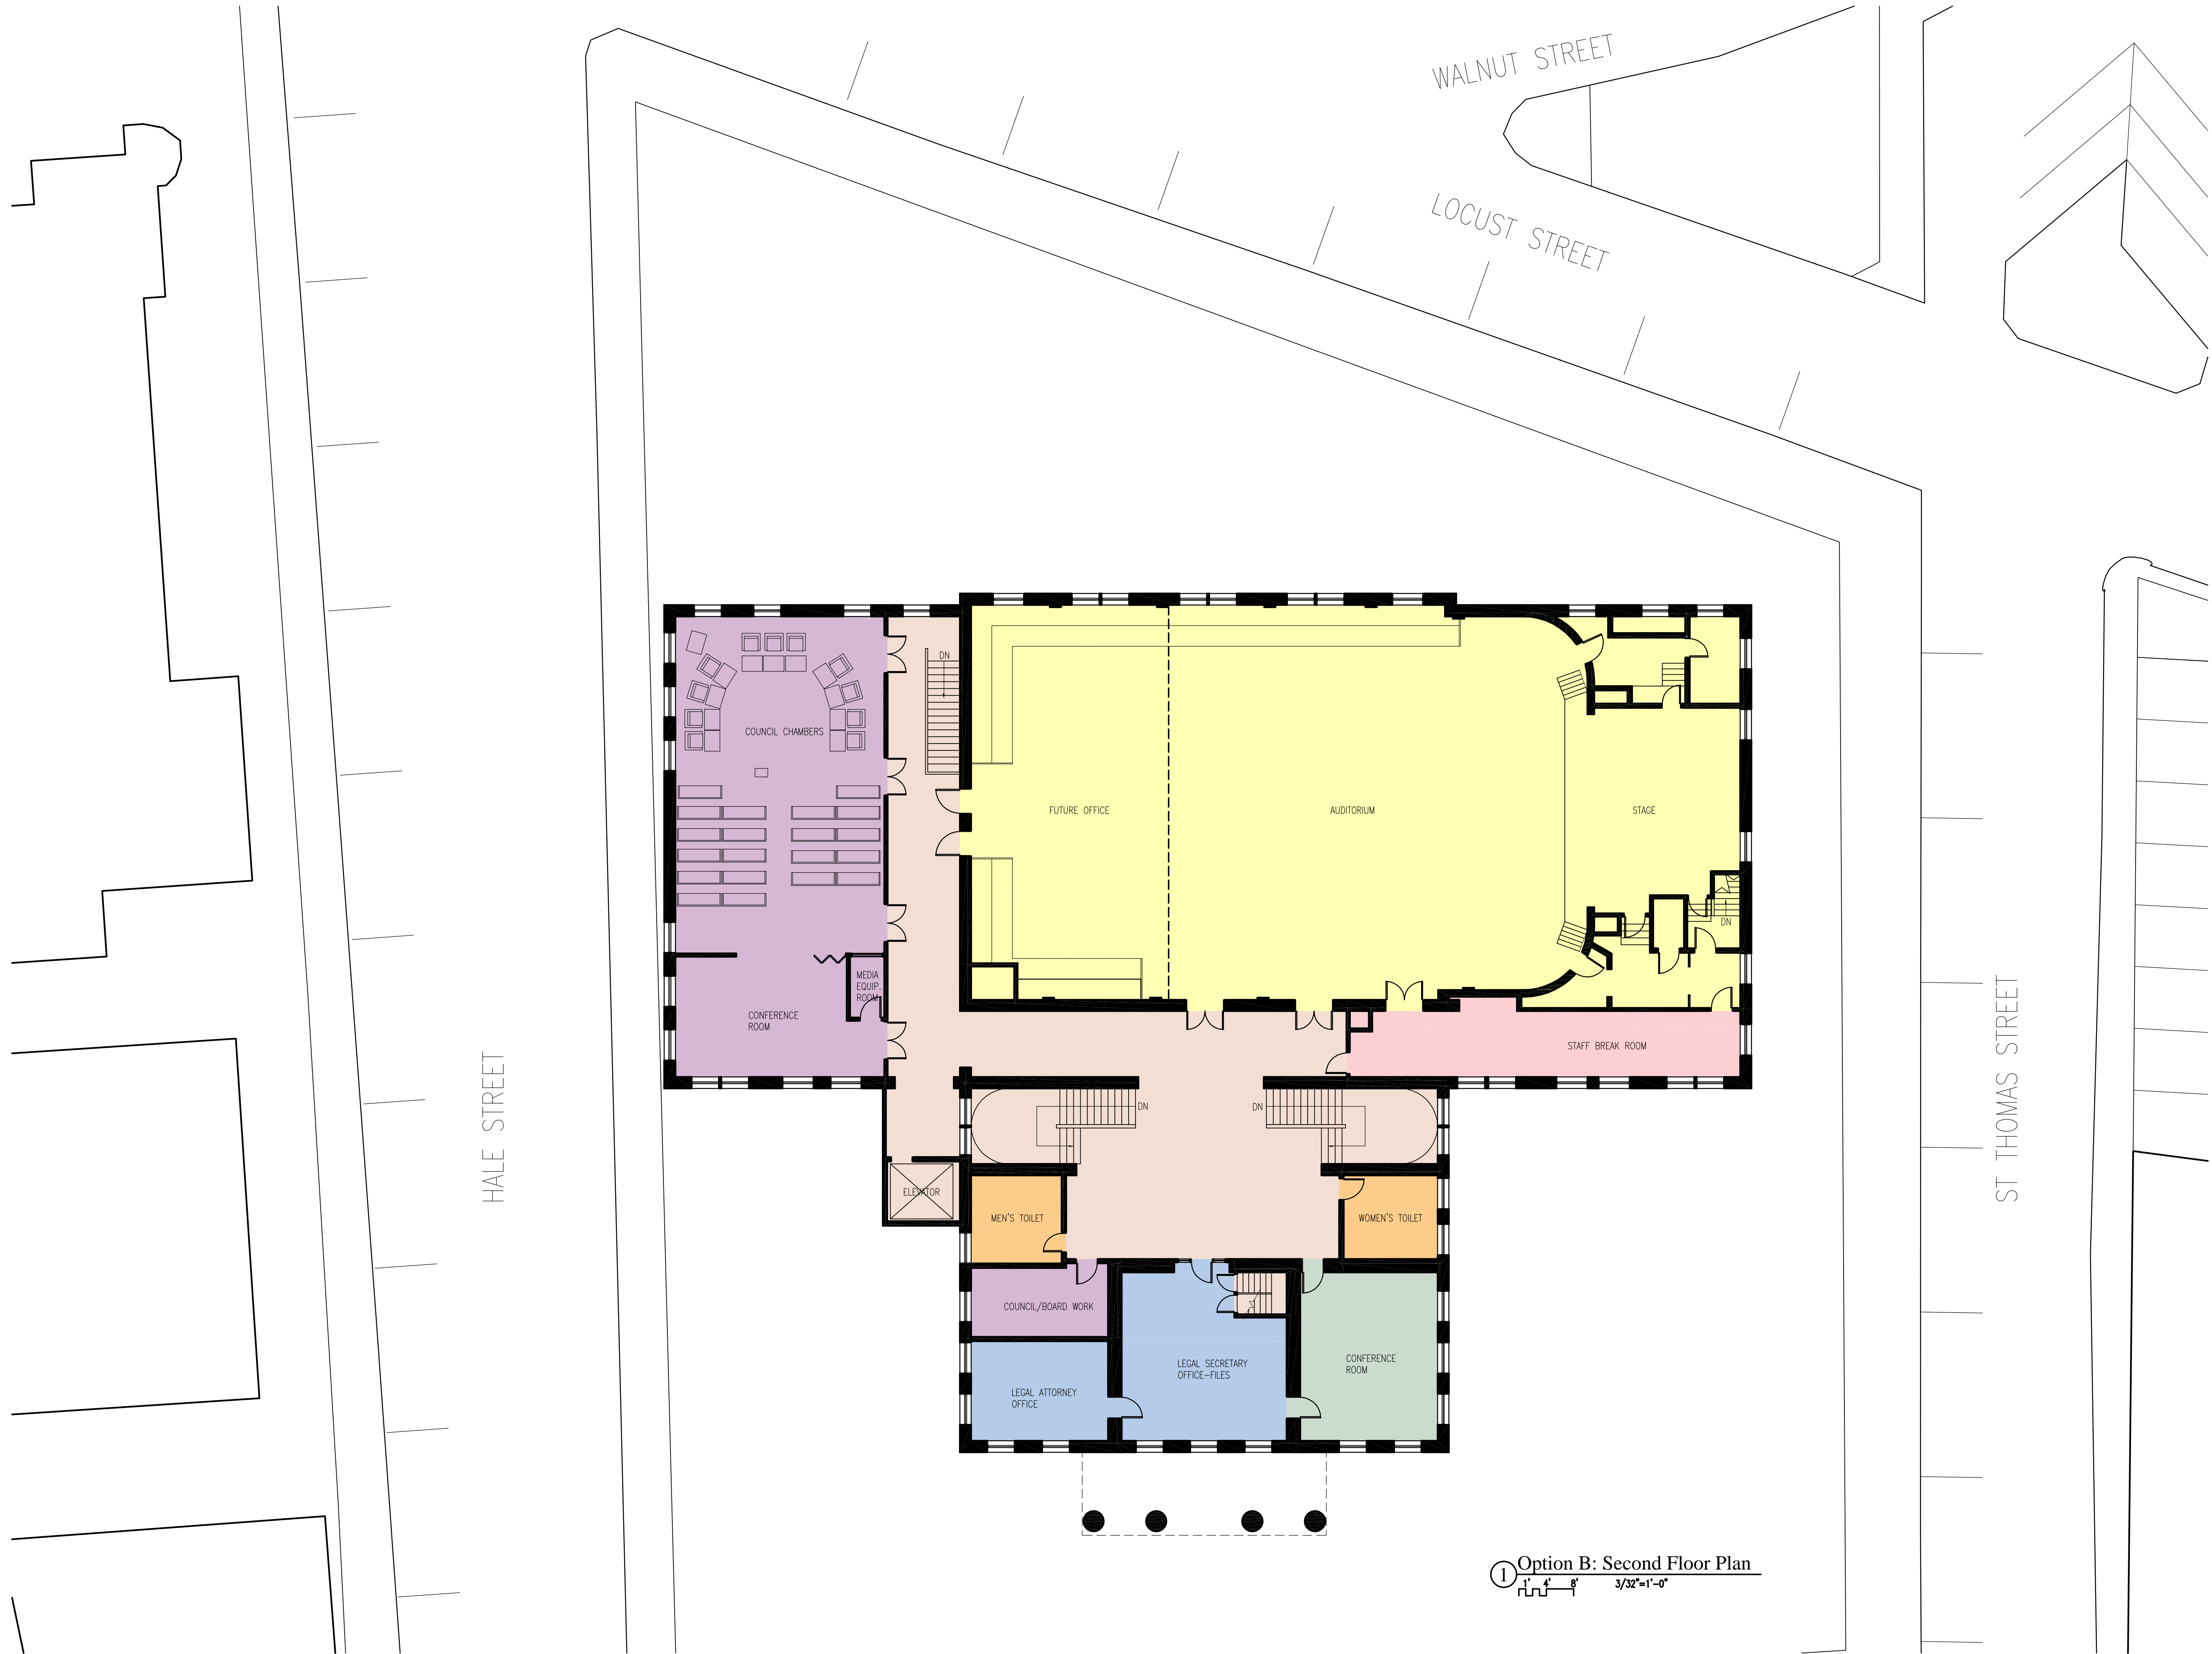 WALNUT STREET
LOCUST STREET
HALE STREET
ST THOMAS STREET
DN
COUNCIL CHAMBERS
FUTURE OFFICE
AUDITORIUM
STAGE
DN
MEDIA
EQUIP.
ROOM
CONFERENCE
ROOM
STAFF BREAK ROOM
DN
DN
ELEVATOR
MEN'S TOILET
WOMEN'S TOILET
COUNCIL/BOARD WORK
LEGAL SECRETARY
OFFICE-FILES
CONFERENCE
ROOM
LEGAL ATTORNEY
OFFICE
1 Option B: Second Floor Plan
1' 4' 8' 3/32"=1'-0"